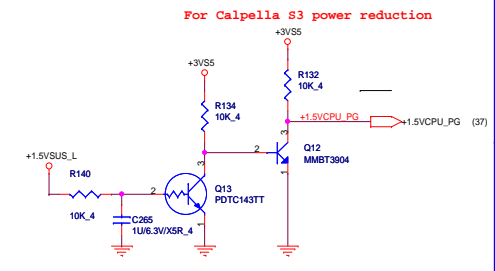 For Calpella S3 power reduction
+3VS5
+3VS5
R132
10K_4
R134
10K_4
+1.5VCPU_PG
+1.5VCPU_PG (37)
3
2
Q12
MMBT3904
1
+1.5VSUS_L
R140
10K_4
3
2
Q13
PDTC143TT
1
C265
1U/6.3V/X5R_4